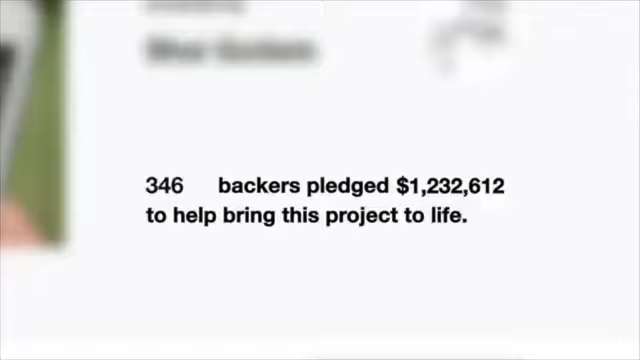 346 backers pledged $1,232,612
to help bring this project to life.